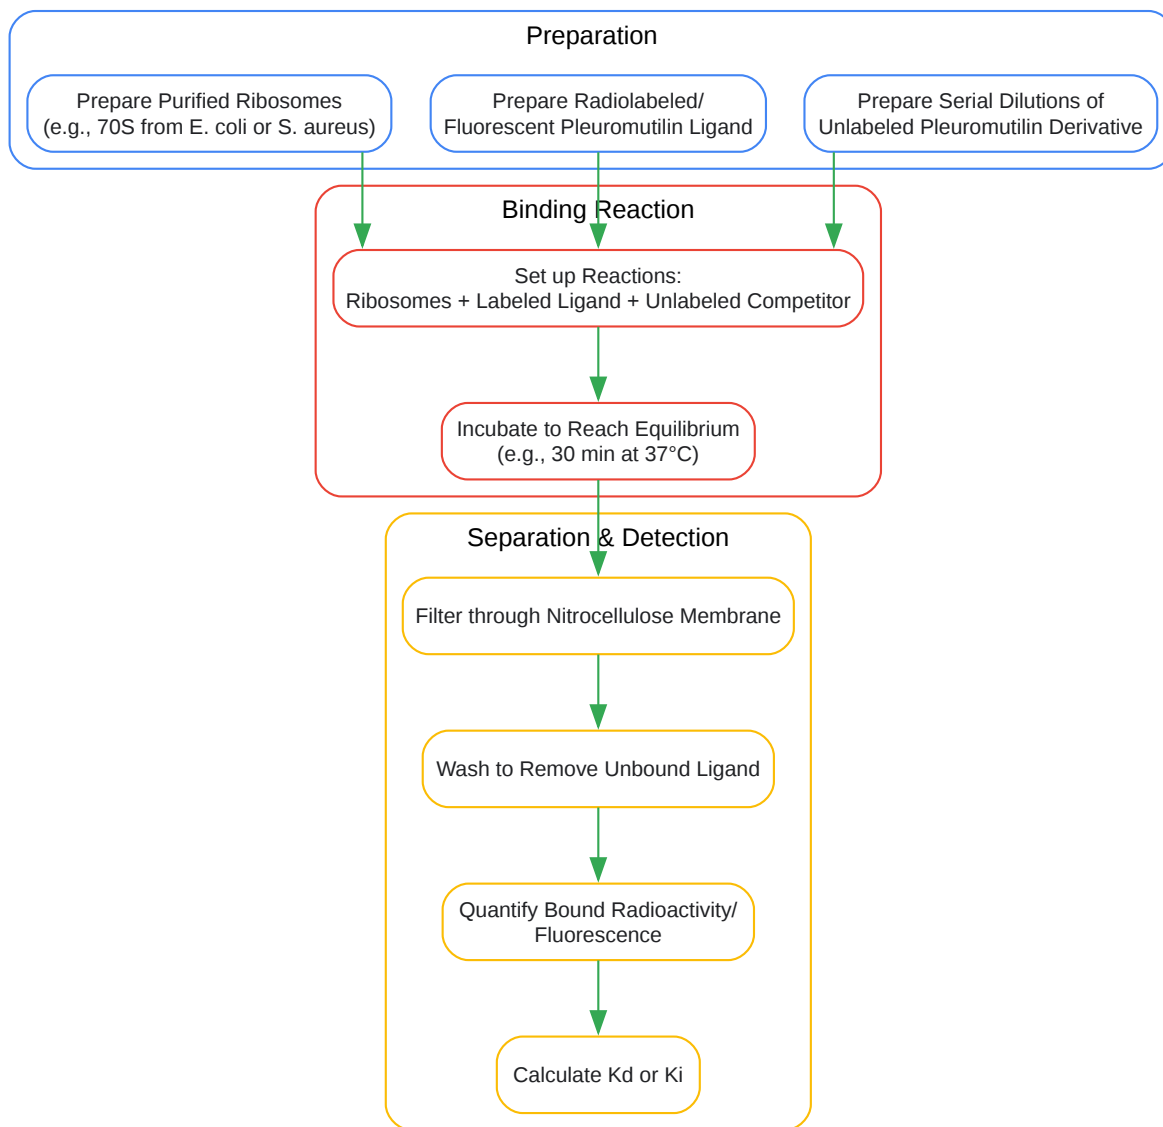 Preparation
Prepare Purified Ribosomes
(e.g., 70S from E. coli or S. aureus)
Prepare Radiolabeled/
Fluorescent Pleuromutilin Ligand
Prepare Serial Dilutions of
Unlabeled Pleuromutilin Derivative
Binding Reaction
Set up Reactions:
Ribosomes + Labeled Ligand + Unlabeled Competitor
Incubate to Reach Equilibrium
(e.g., 30 min at 37°C)
Separation & Detection
Filter through Nitrocellulose Membrane
Wash to Remove Unbound Ligand
Quantify Bound Radioactivity/
Fluorescence
Calculate Kd or Ki